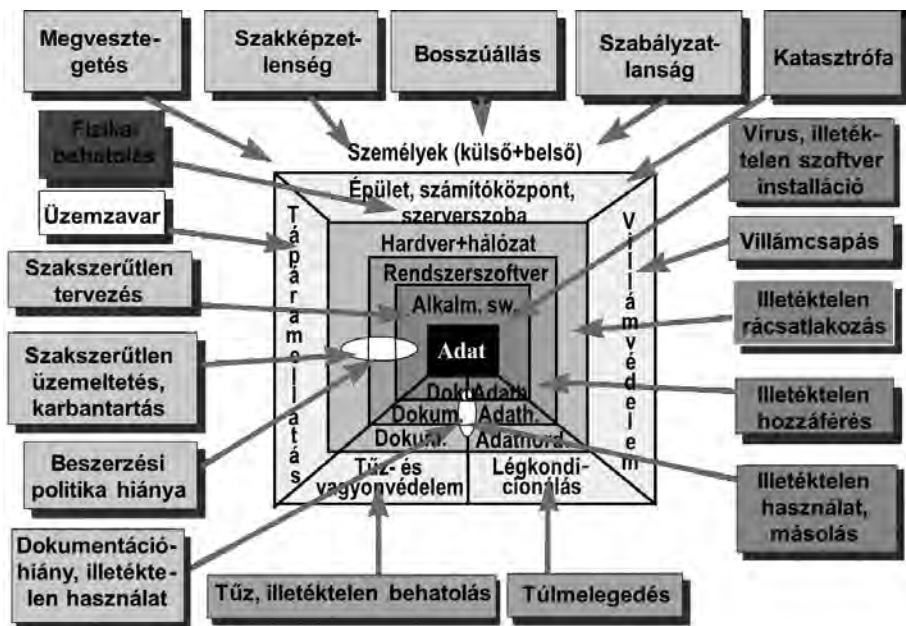 Megveszte-
getés
Szakképzet-
lenség
Bosszúállás
Szabályzat-
lanság
Katasztrófa
Fizikai
behatolás
Személyek (külső+belső)
Vírus, illeték-
telen szoftver
installáció
Üzemzavar
Épület, számítóközpont,
szerverszoba
Tápáramellátás
Villámvédelem
Villámcsapás
Hardver+hálózat
Rendszerszoftver
Alkalm. sw.
Adat
Szakszerűtlen
tervezés
Illetéktelen
rácsatlakozás
Szakszerűtlen
üzemeltetés,
karbantartás
Dok Adath.
Dokum. Adath.
Dokum. Adathord.
Illetéktelen
hozzáférés
Beszerzési
politika hiánya
Tűz- és
vagyonvédelem
Légkondi-
cionálás
Illetéktelen
használat,
másolás
Dokumentáció-
hiány, illetékte-
len használat
Tűz, illetéktelen behatolás
Túlmelegedés